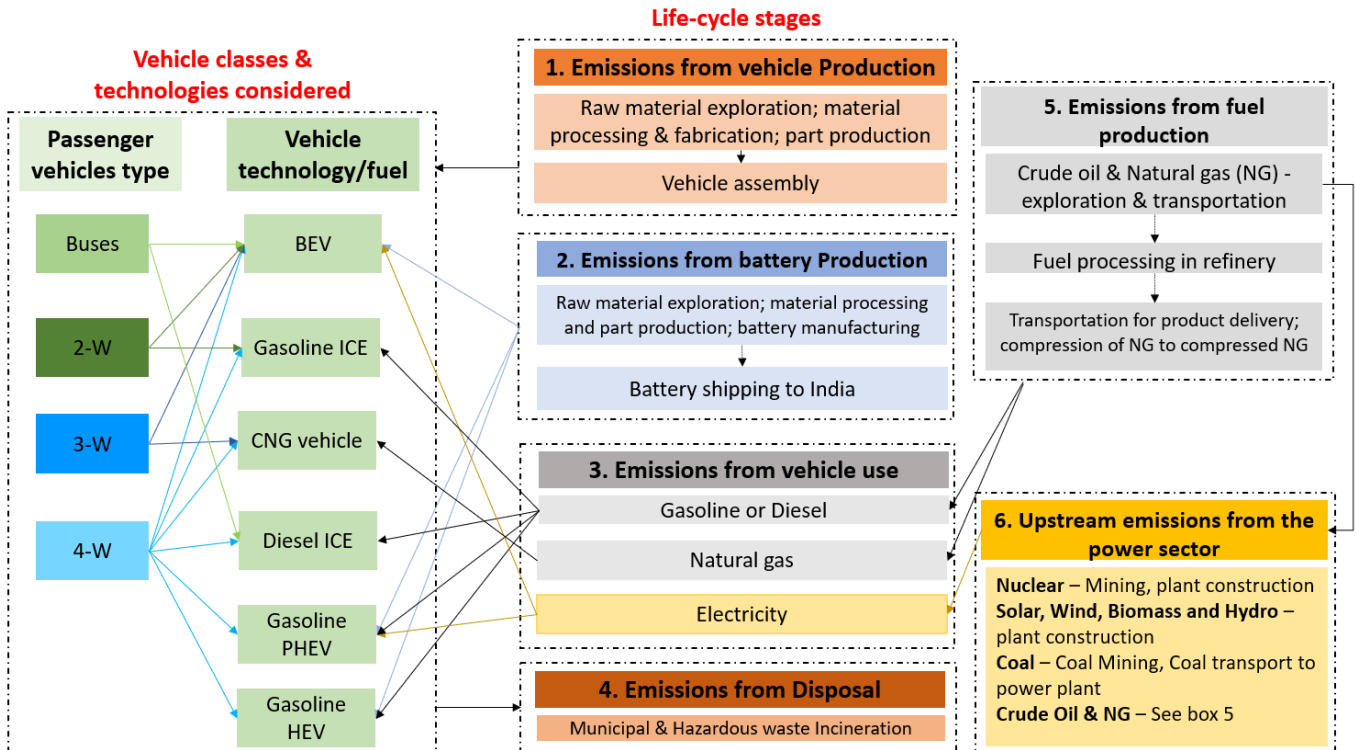 Life-cycle stages
Vehicle classes &
technologies considered
Passenger
vehicles type
Vehicle
technology/fuel
Buses
2-W
3-W
4-W
BEV
Gasoline ICE
CNG vehicle
Diesel ICE
Gasoline
PHEV
Gasoline
HEV
1. Emissions from vehicle Production
Raw material exploration; material
processing & fabrication; part production
Vehicle assembly
2. Emissions from battery Production
Raw material exploration; material processing
and part production; battery manufacturing
Battery shipping to India
3. Emissions from vehicle use
Gasoline or Diesel
Natural gas
Electricity
4. Emissions from Disposal
Municipal & Hazardous waste Incineration
5. Emissions from fuel
production
Crude oil & Natural gas (NG) -
exploration & transportation
Fuel processing in refinery
Transportation for product delivery;
compression of NG to compressed NG
6. Upstream emissions from the
power sector
Nuclear – Mining, plant construction
Solar, Wind, Biomass and Hydro –
plant construction
Coal – Coal Mining, Coal transport to
power plant
Crude Oil & NG – See box 5